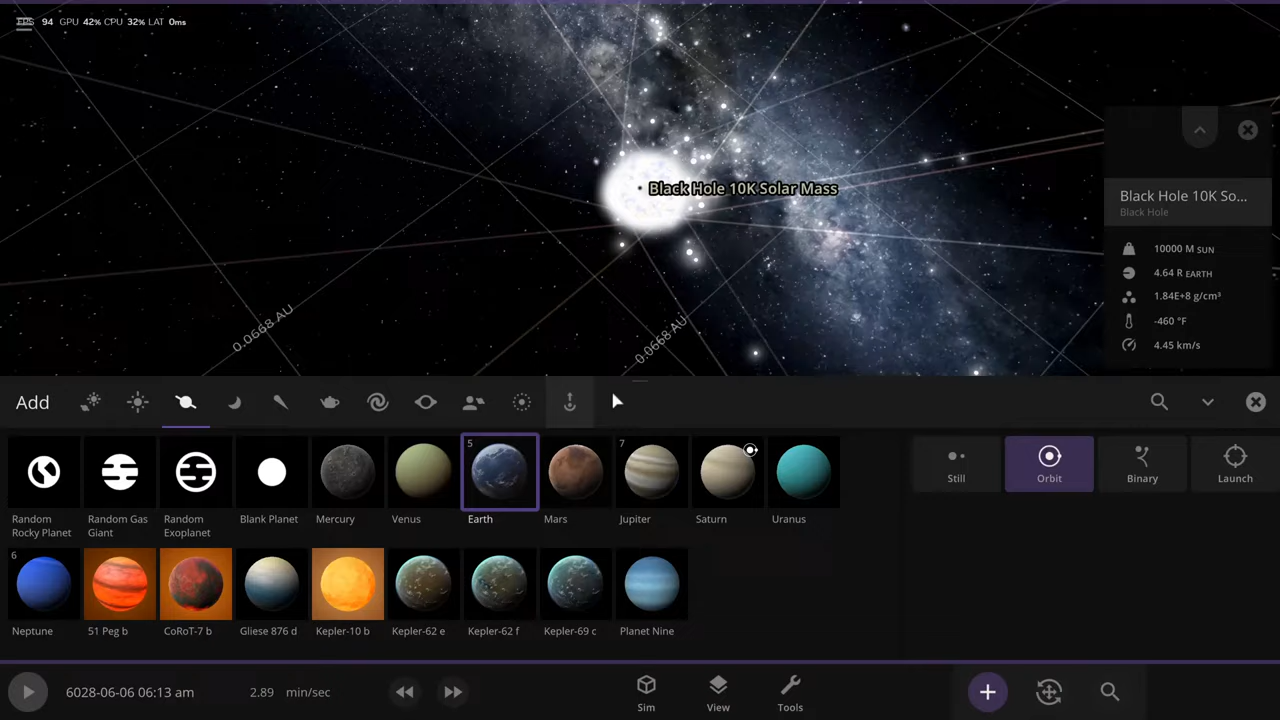 FPS 94 GPU 42% CPU 32% LAT 0ms
Black Hole 10K Solar Mass
0.0668 AU
0.0668 AU
Black Hole 10K So...
Black Hole
10000 M SUN
4.64 R EARTH
1.84E+8 g/cm³
-460 °F
4.45 km/s
Add
5
7
Random Rocky Planet
Random Gas Giant
Random Exoplanet
Blank Planet
Mercury
Venus
Earth
Mars
Jupiter
Saturn
Uranus
Still
Orbit
Binary
Launch
6
Neptune
51 Peg b
CoRoT-7 b
Gliese 876 d
Kepler-10 b
Kepler-62 e
Kepler-62 f
Kepler-69 c
Planet Nine
6028-06-06 06:13 am
2.89 min/sec
Sim
View
Tools